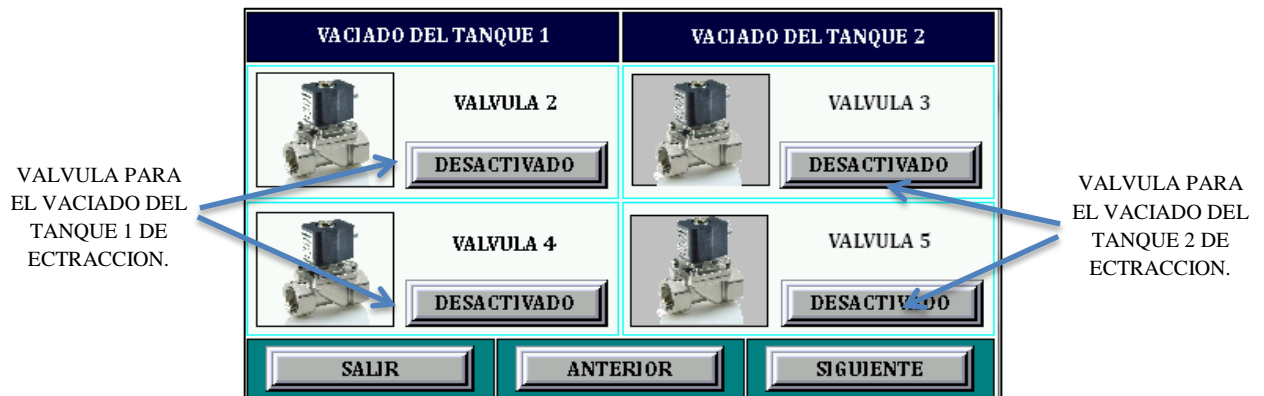 VACIADO DEL TANQUE 1
VACIADO DEL TANQUE 2
VALVULA 2
DESACTIVADO
VALVULA 3
DESACTIVADO
VALVULA PARA
EL VACIADO DEL
TANQUE 1 DE
ECTRACCION.
VALVULA PARA
EL VACIADO DEL
TANQUE 2 DE
ECTRACCION.
VALVULA 4
DESACTIVADO
VALVULA 5
DESACTIVADO
SALIR
ANTERIOR
SIGUIENTE